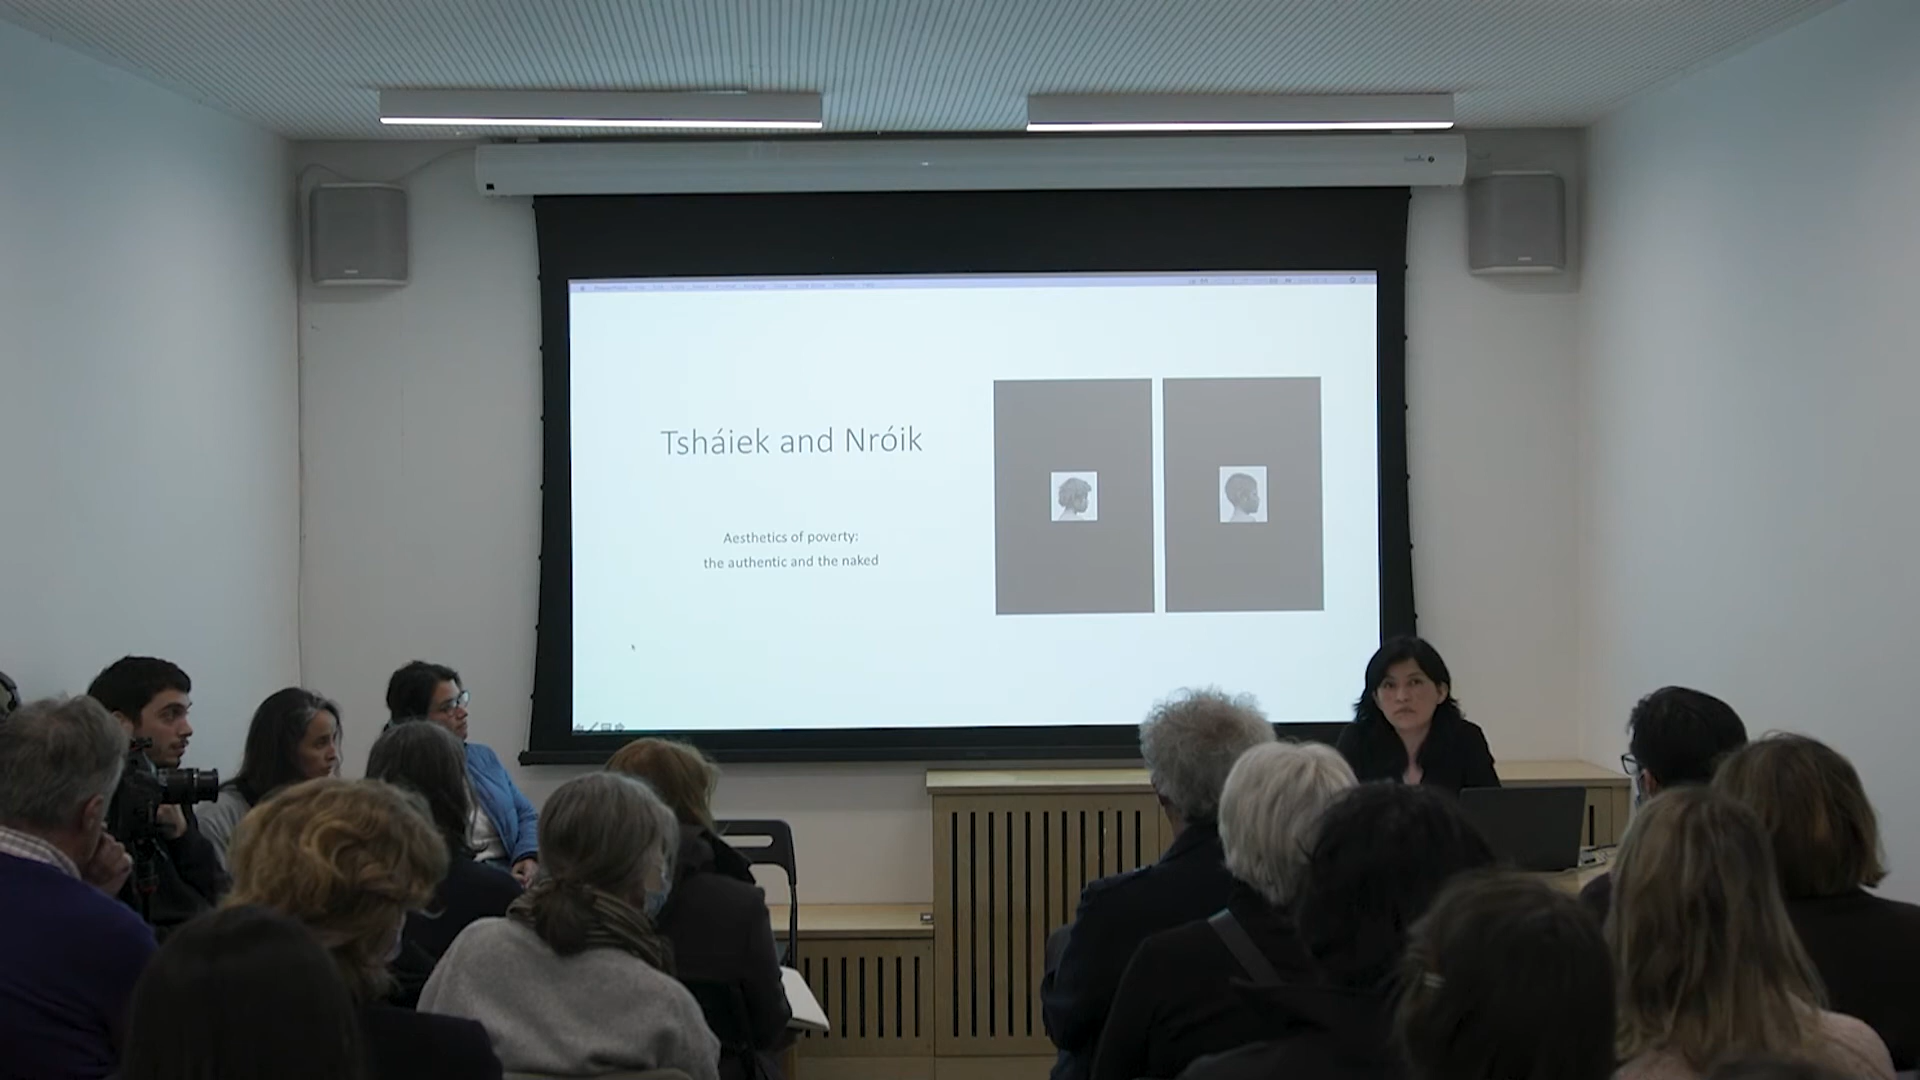 Tsháiek and Nróik
Aesthetics of poverty:
the authentic and the naked